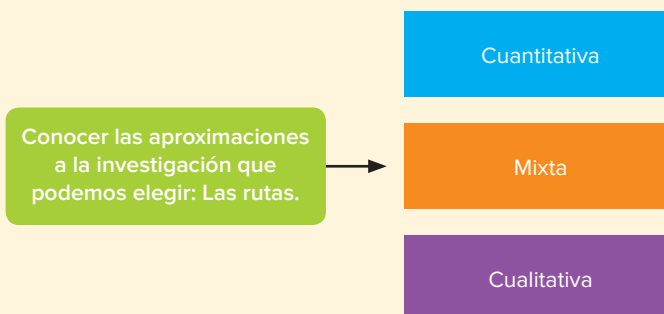 Conocer las aproximaciones
a la investigación que
podemos elegir: Las rutas.
Cuantitativa
Mixta
Cualitativa